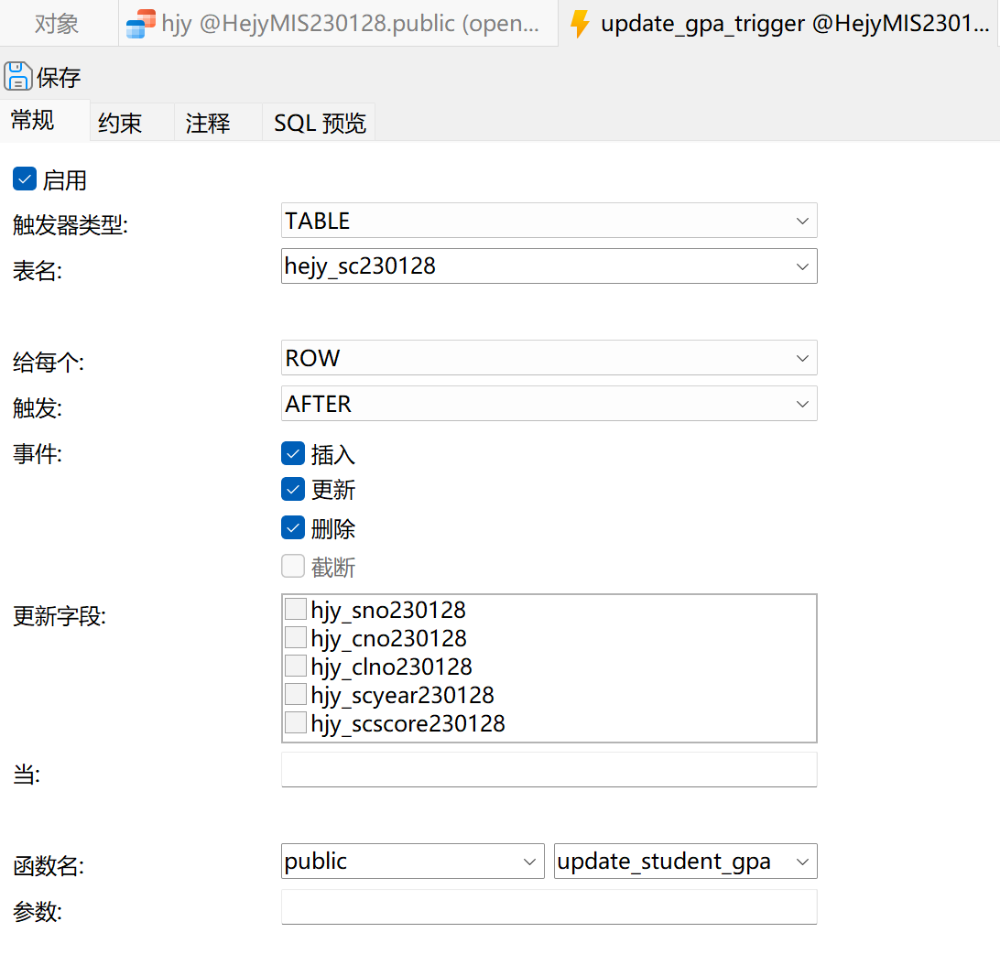 对象 hjy @HejyMIS230128.public (open... update_gpa_trigger @HejyMIS2301...
保存
常规 约束 注释 SQL 预览
启用
触发器类型: TABLE
表名: hejy_sc230128
给每个: ROW
触发: AFTER
事件: 插入
更新
删除
截断
更新字段: hjy_sno230128
hjy_cno230128
hjy_clno230128
hjy_scyear230128
hjy_scscore230128
当:
函数名: public update_student_gpa
参数: